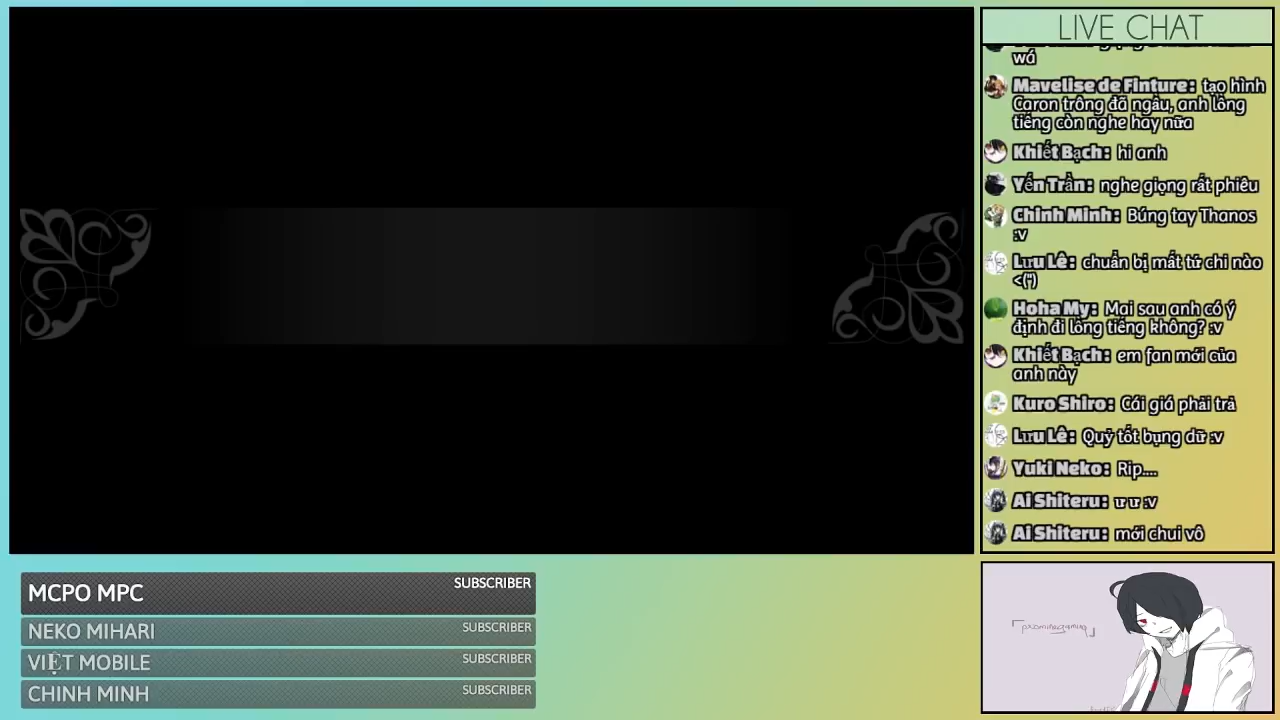 LIVE CHAT
wá
Mavelise de Finture: tạo hình
Caron trông đã ngầu, anh lồng
tiếng còn nghe hay nữa
Khiết Bạch: hi anh
Yến Trần: nghe giọng rất phiêu
Chinh Minh: Búng tay Thanos
:v
Lưu Lê: chuẩn bị mất tứ chi nào
<(")
Hoha My: Mai sau anh có ý
định đi lồng tiếng không? :v
Khiết Bạch: em fan mới của
anh này
Kuro Shiro: Cái giá phải trả
Lưu Lê: Quỷ tốt bụng dữ :v
Yuki Neko: Rip....
Ai Shiteru: ư ư :v
Ai Shiteru: mới chui vô
MCPO MPC SUBSCRIBER
NEKO MIHARI SUBSCRIBER
VIỆT MOBILE SUBSCRIBER
CHINH MINH SUBSCRIBER